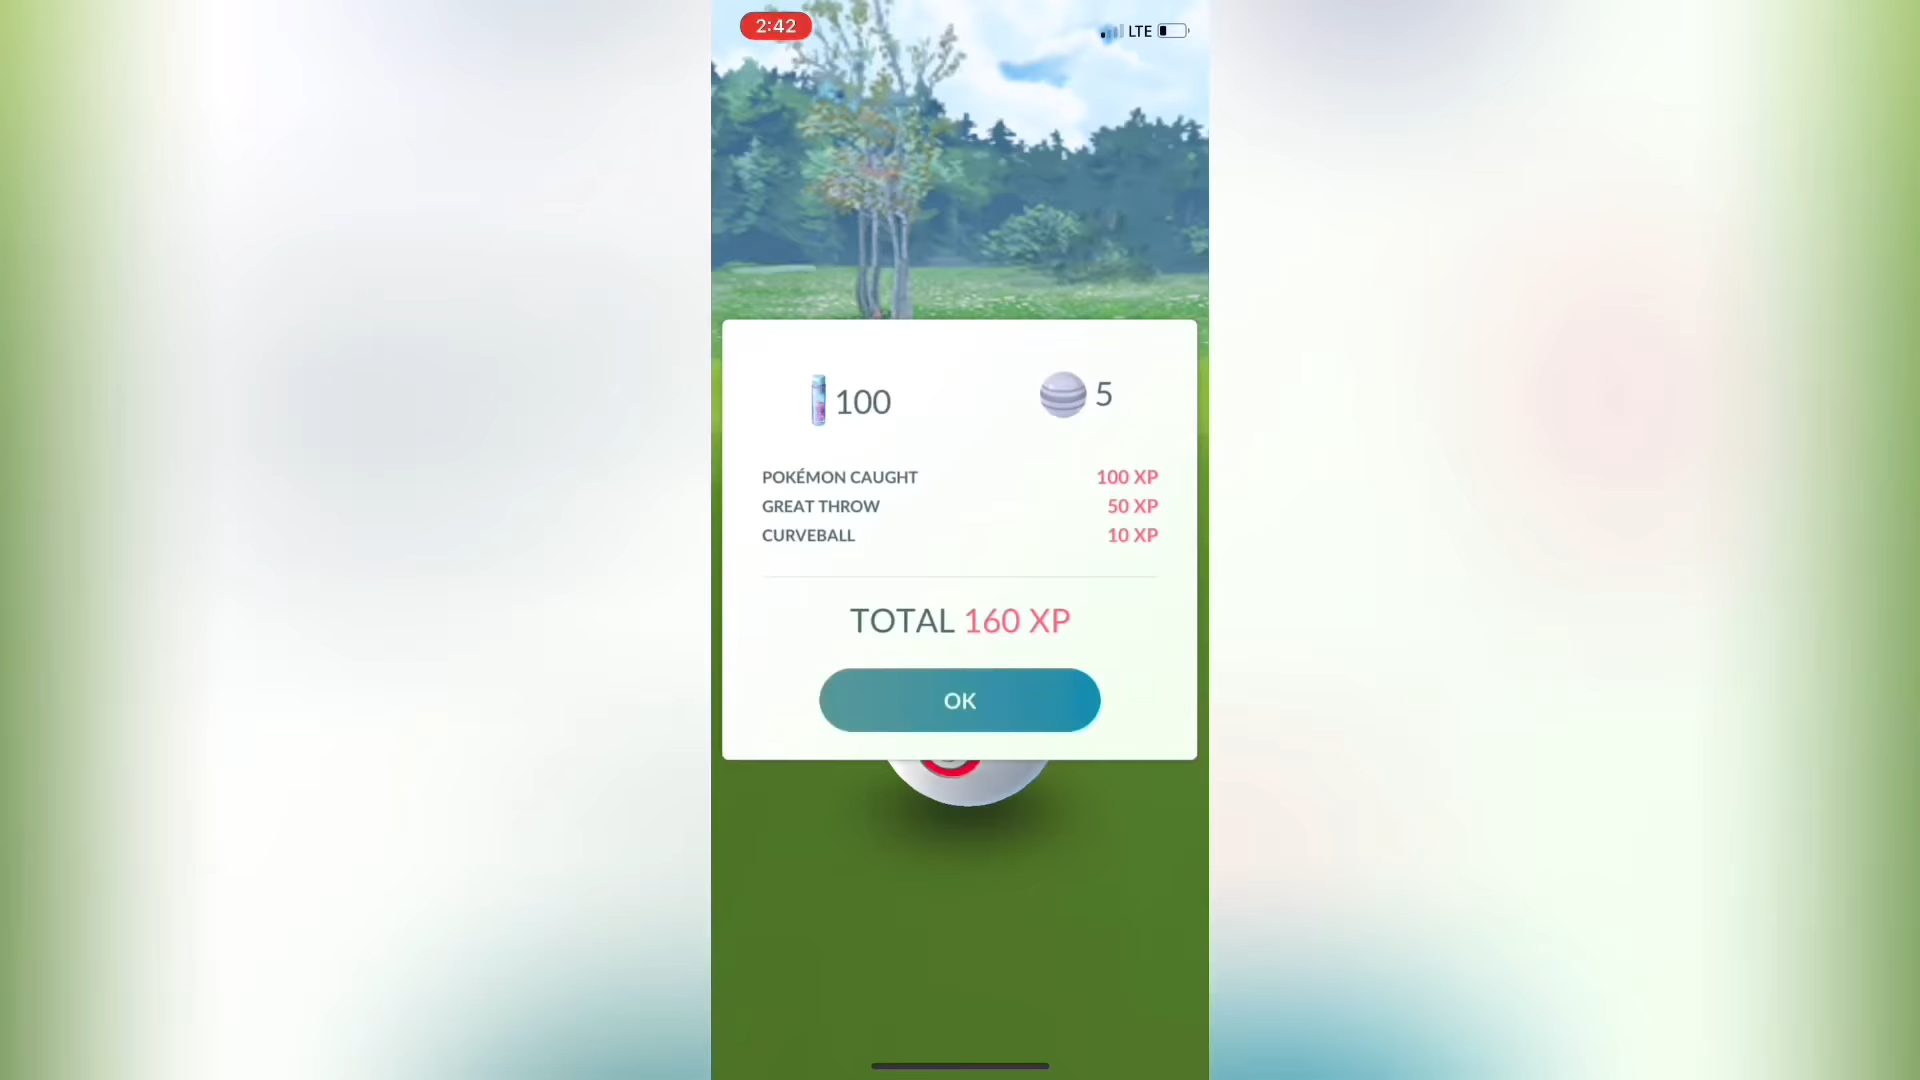 2:42
LTE
100
5
POKÉMON CAUGHT 100 XP
GREAT THROW 50 XP
CURVEBALL 10 XP
TOTAL 160 XP
OK